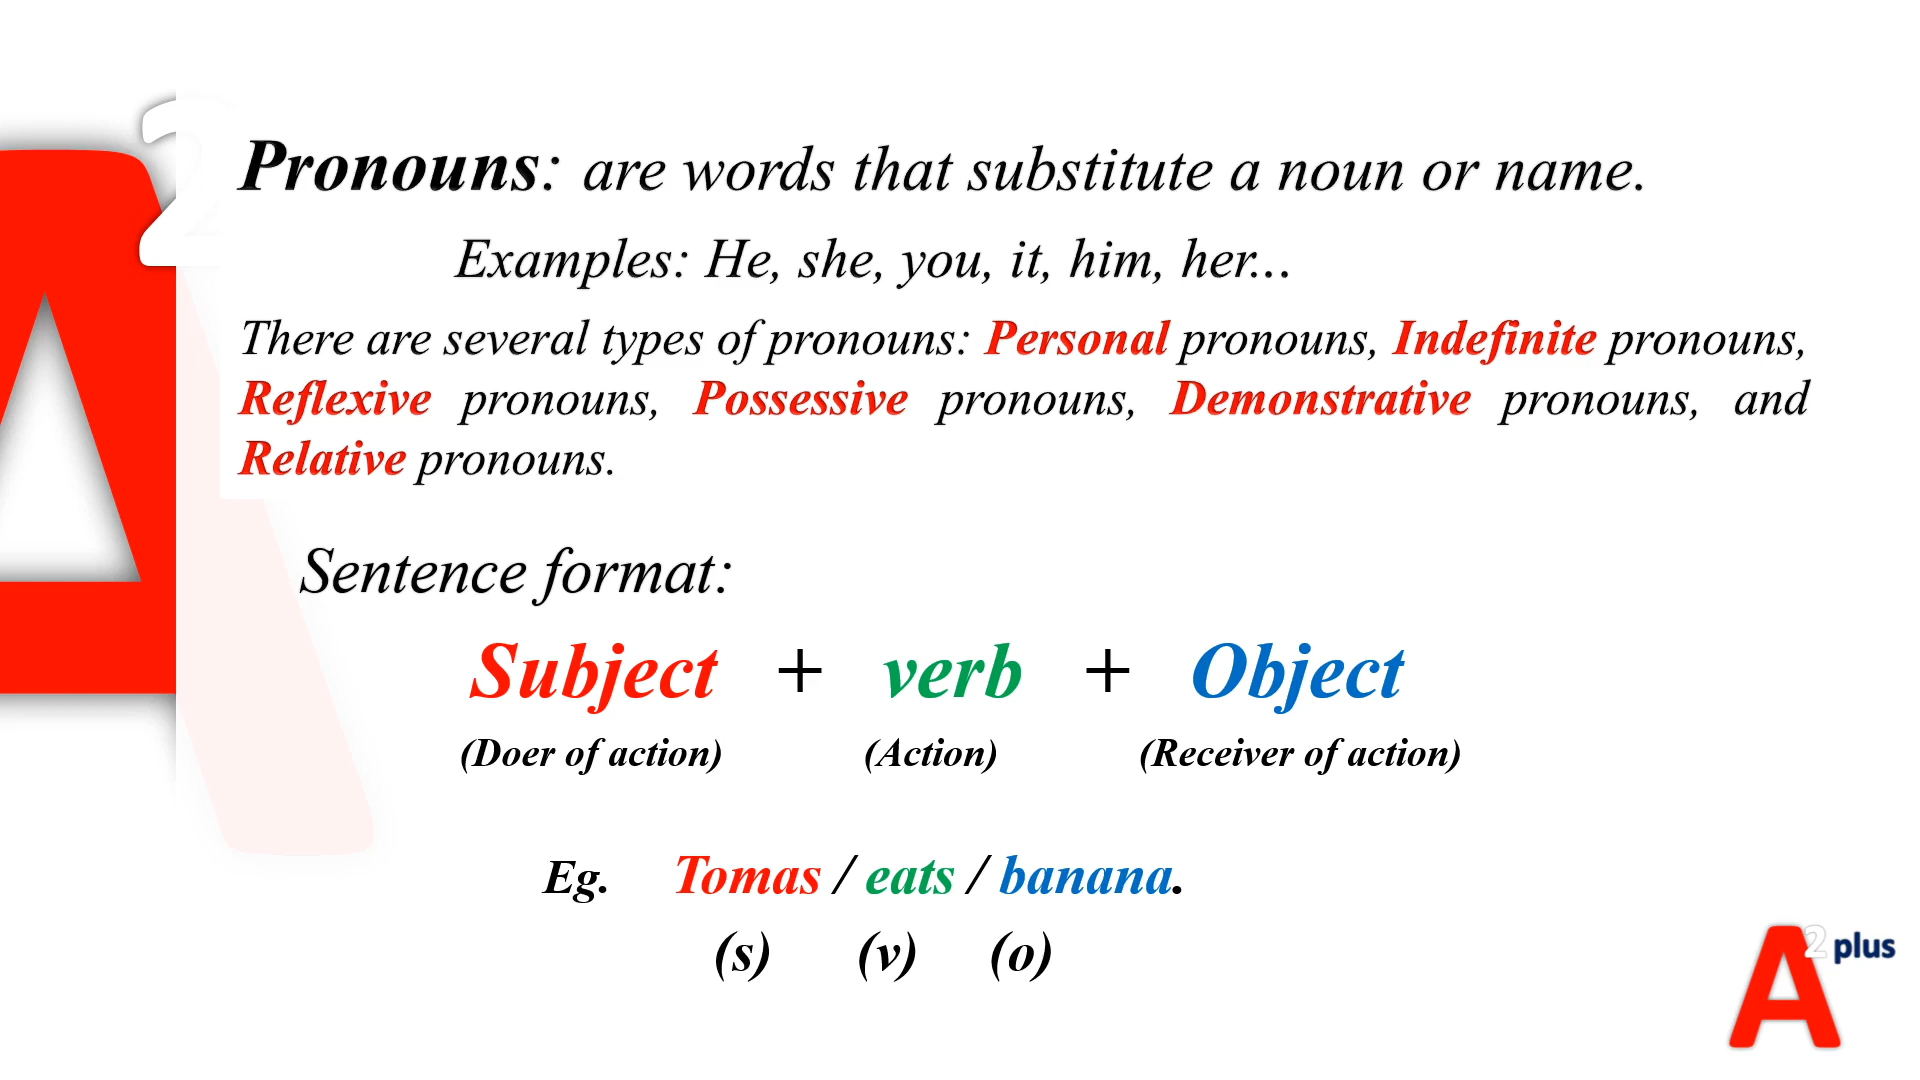 Pronouns: are words that substitute a noun or name.
Examples: He, she, you, it, him, her...
There are several types of pronouns: Personal pronouns, Indefinite pronouns,
Reflexive pronouns, Possessive pronouns, Demonstrative pronouns, and
Relative pronouns.
Sentence format:
Subject + verb + Object
(Doer of action) (Action) (Receiver of action)
Eg. Tomas / eats / banana.
(s) (v) (o)
A2 plus
A2